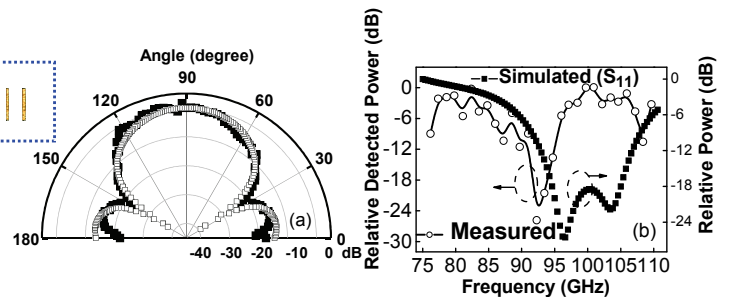 Angle (degree)
90
120
60
150
30
180
0
-40 -30 -20 -10 0 dB
(a)
(b)
Relative Detected Power (dB)
0
-6
-12
-18
-24
-30
Simulated (S11)
Measured
(b)
0
-6
-12
-18
-24
Relative Power (dB)
75 80 85 90 95 100 105 110
Frequency (GHz)